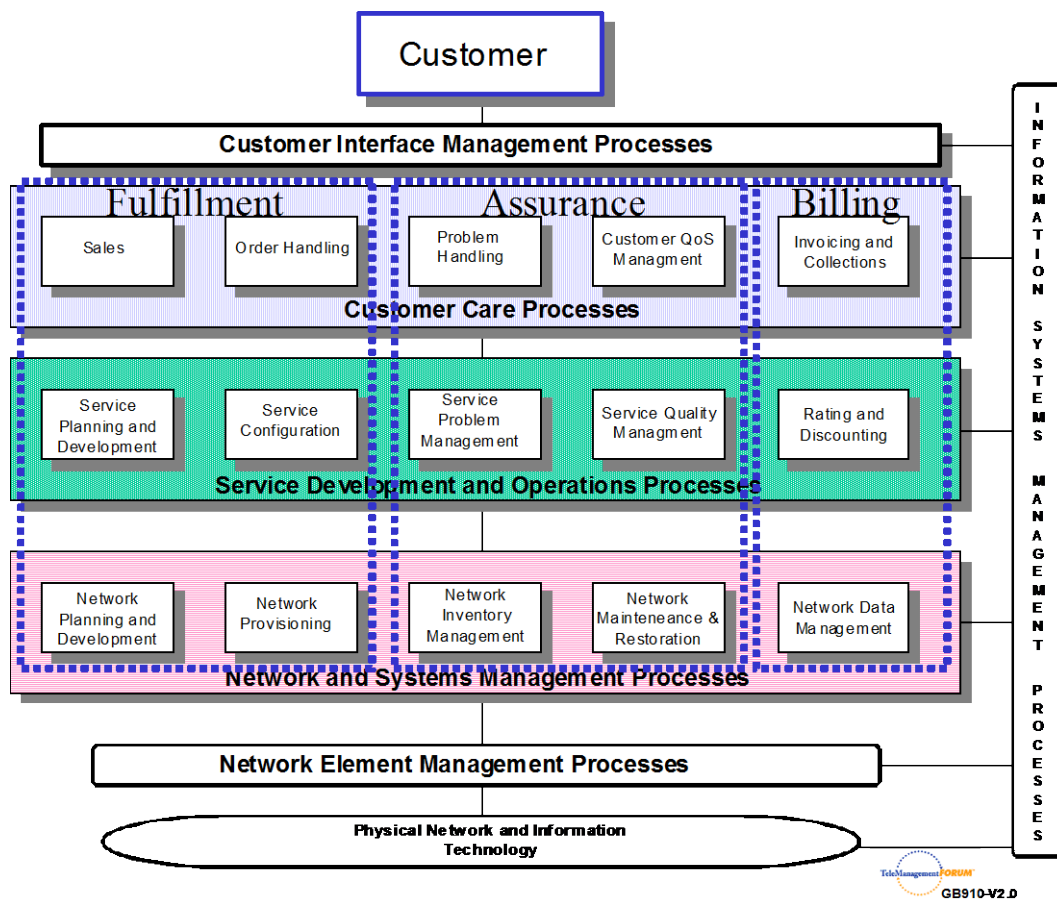 Customer
Customer Interface Management Processes
Fulfillment
Assurance
Billing
Sales
Order Handling
Problem
Handling
Customer QoS
Managment
Invoicing and
Collections
Customer Care Processes
Service
Planning and
Development
Service
Configuration
Service
Problem
Management
Service Quality
Managment
Rating and
Discounting
Service Development and Operations Processes
Network
Planning and
Development
Network
Provisioning
Network
Inventory
Management
Network
Mainteneance &
Restoration
Network Data
Management
Network and Systems Management Processes
Network Element Management Processes
Physical Network and Information
Technology
INFORMATION SYSTEMS MANAGEMENT PROCESSES
TeleManagementFORUM™
GB910-V2.0